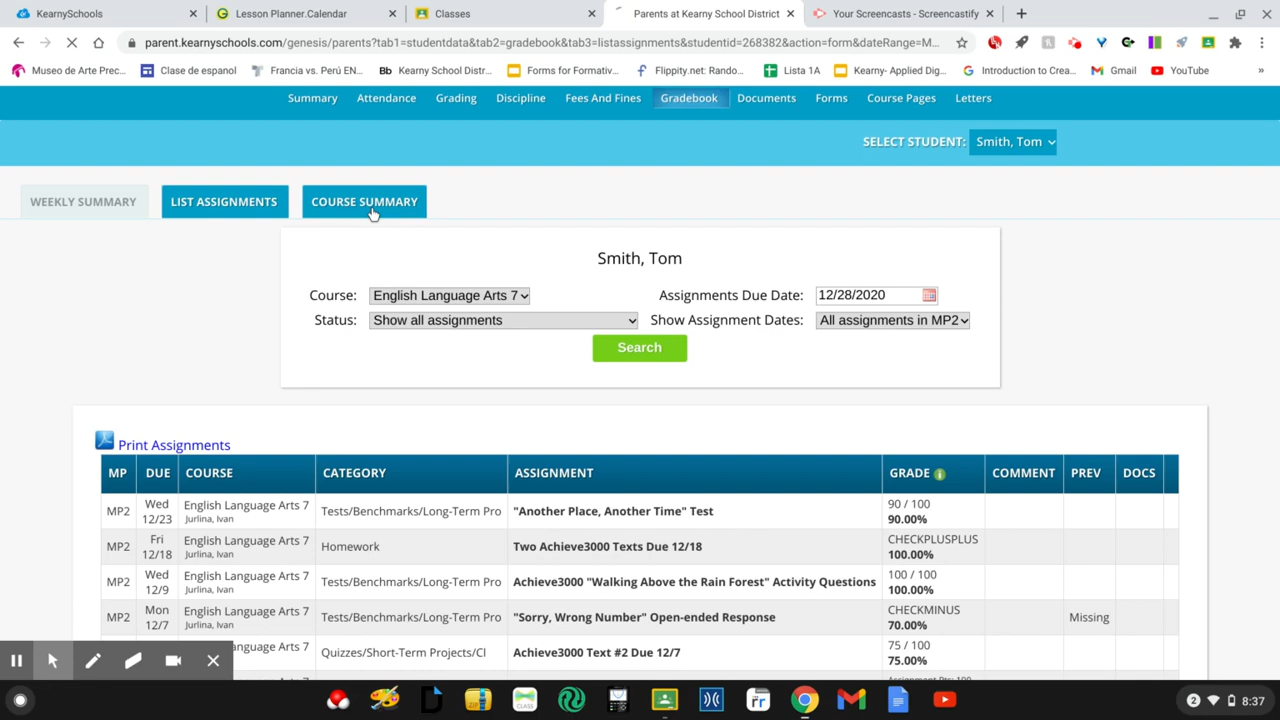 KearnySchools
Lesson Planner.Calendar
Classes
Parents at Kearny School District
Your Screencasts - Screencastify
parent.kearnyschools.com/genesis/parents?tab1=studentdata&tab2=gradebook&tab3=listassignments&studentid=268382&action=form&dateRange=M...
Museo de Arte Prec...
Clase de espanol
Francia vs. Perú EN...
Bb Kearny School Distr...
Forms for Formativ...
Flippity.net: Rando...
Lista 1A
Kearny- Applied Dig...
Introduction to Crea...
Gmail
YouTube
»
Summary
Attendance
Grading
Discipline
Fees And Fines
Gradebook
Documents
Forms
Course Pages
Letters
SELECT STUDENT: Smith, Tom
WEEKLY SUMMARY
LIST ASSIGNMENTS
COURSE SUMMARY
Smith, Tom
Course: English Language Arts 7
Assignments Due Date: 12/28/2020
Status: Show all assignments
Show Assignment Dates: All assignments in MP2
Search
Print Assignments
MP DUE COURSE CATEGORY ASSIGNMENT GRADE COMMENT PREV DOCS
MP2 Wed 12/23 English Language Arts 7 Jurlina, Ivan Tests/Benchmarks/Long-Term Pro "Another Place, Another Time" Test 90 / 100 90.00%
MP2 Fri 12/18 English Language Arts 7 Jurlina, Ivan Homework Two Achieve3000 Texts Due 12/18 CHECKPLUSPLUS 100.00%
MP2 Wed 12/9 English Language Arts 7 Jurlina, Ivan Tests/Benchmarks/Long-Term Pro Achieve3000 "Walking Above the Rain Forest" Activity Questions 100 / 100 100.00%
MP2 Mon 12/7 English Language Arts 7 Jurlina, Ivan Tests/Benchmarks/Long-Term Pro "Sorry, Wrong Number" Open-ended Response CHECKMINUS 70.00% Missing
anguage Arts 7 an Quizzes/Short-Term Projects/Cl Achieve3000 Text #2 Due 12/7 75 / 100 75.00%
Assignment Pts: 100
CLASS
rr
2 8:37